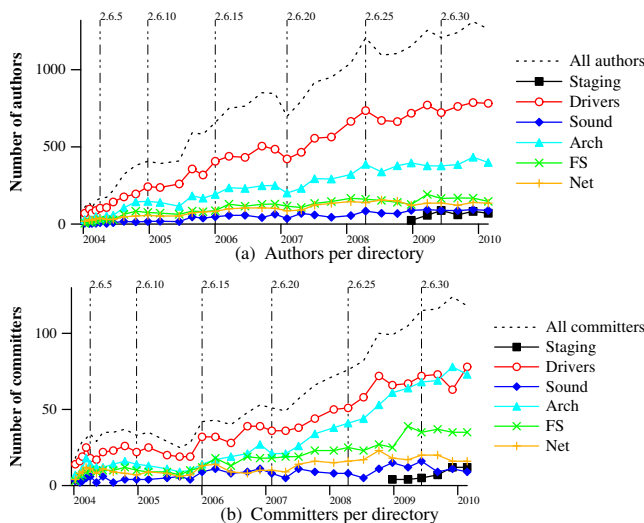 2.6.5 2.6.10 2.6.15 2.6.20 2.6.25 2.6.30
Number of authors
1000
500
0
2004 2005 2006 2007 2008 2009 2010
All authors
Staging
Drivers
Sound
Arch
FS
Net
(a) Authors per directory
2.6.5 2.6.10 2.6.15 2.6.20 2.6.25 2.6.30
Number of committers
100
50
0
2004 2005 2006 2007 2008 2009 2010
All committers
Staging
Drivers
Sound
Arch
FS
Net
(b) Committers per directory